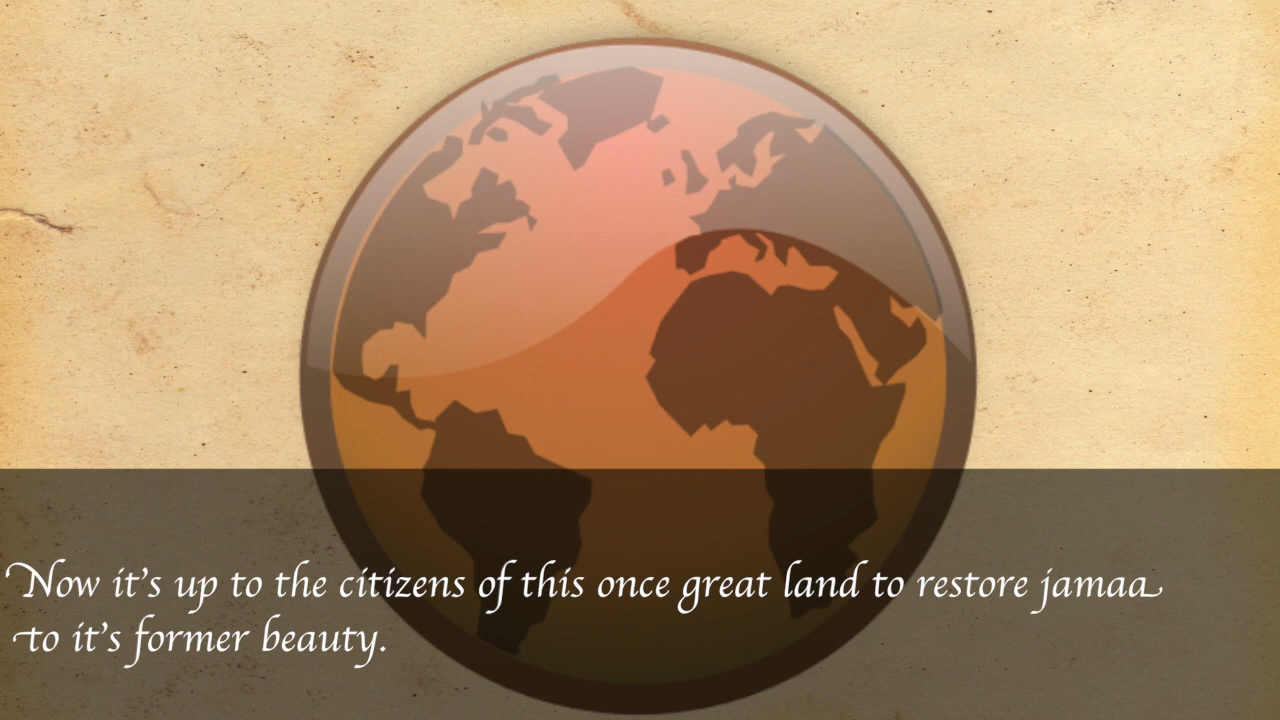 Now it's up to the citizens of this once great land to restore jamaa
to it's former beauty.